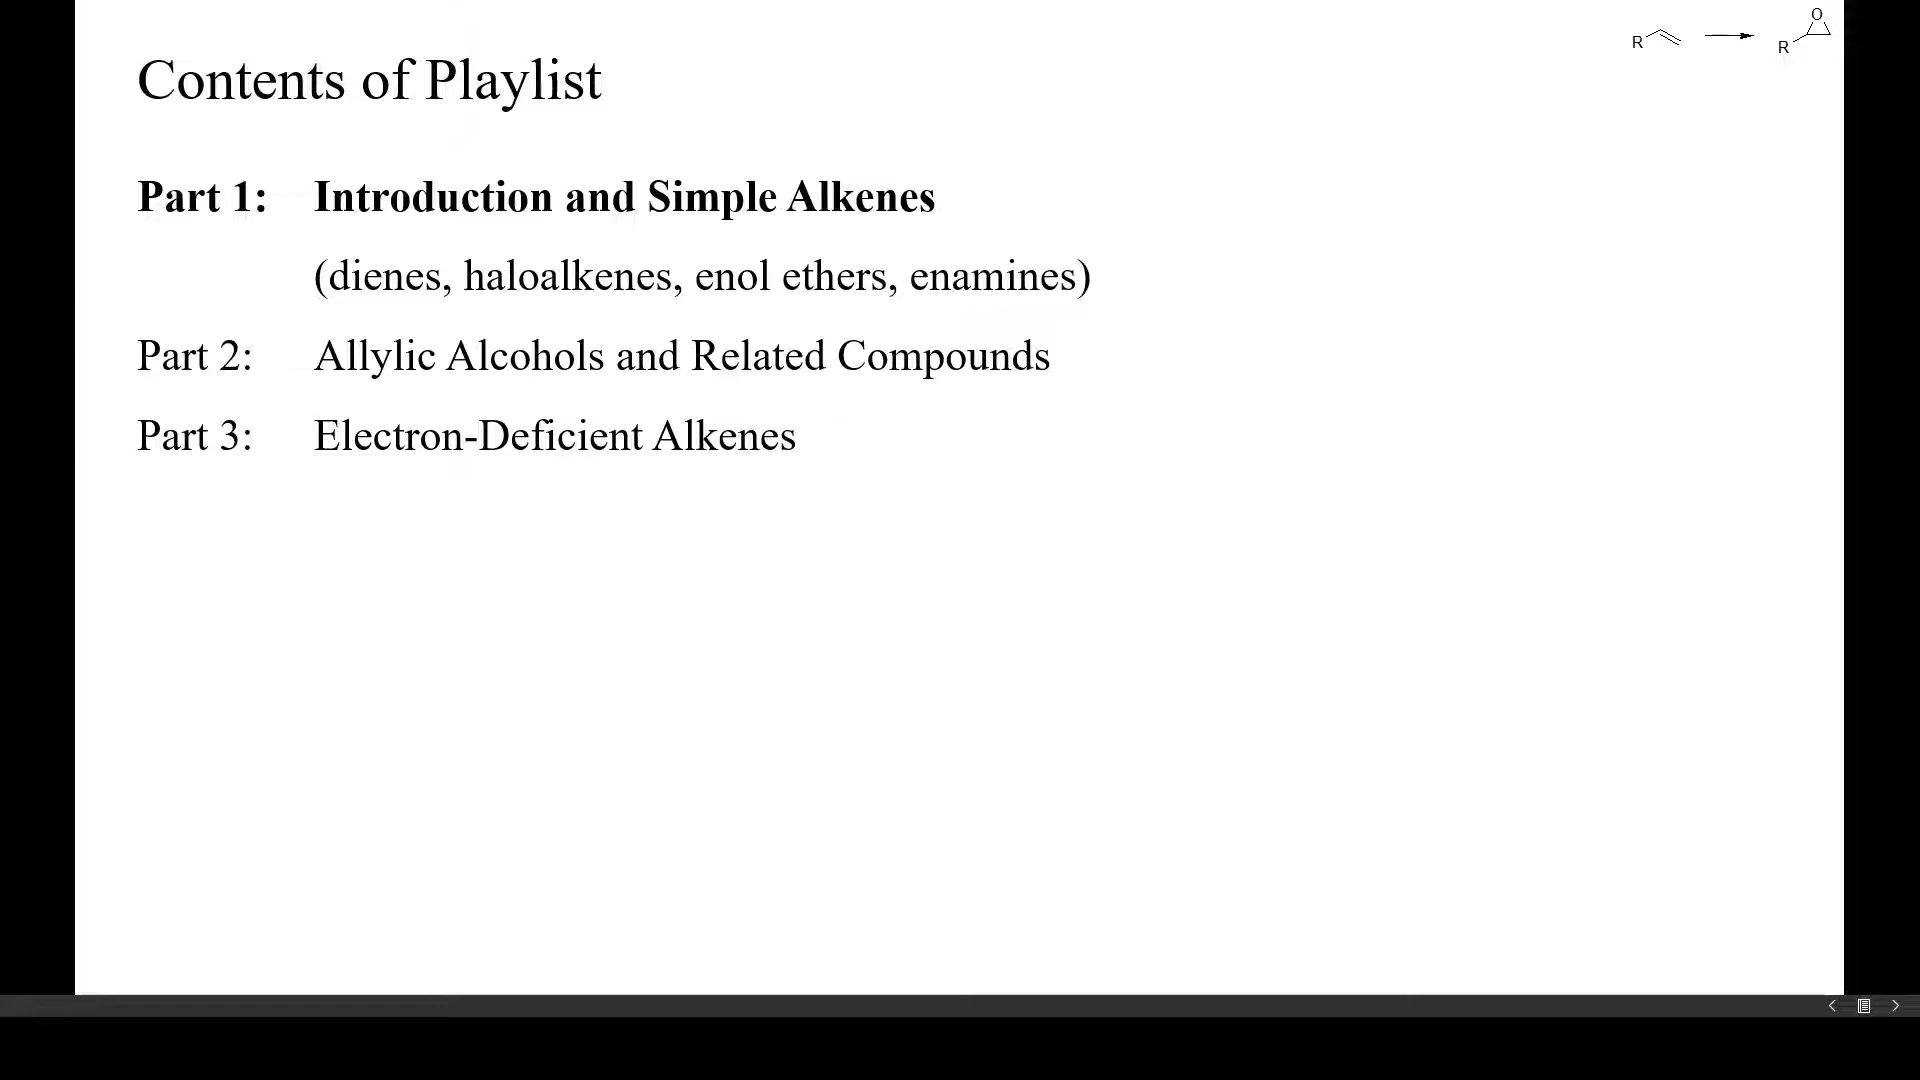 O
R
R
Contents of Playlist
Part 1: Introduction and Simple Alkenes
(dienes, haloalkenes, enol ethers, enamines)
Part 2: Allylic Alcohols and Related Compounds
Part 3: Electron-Deficient Alkenes